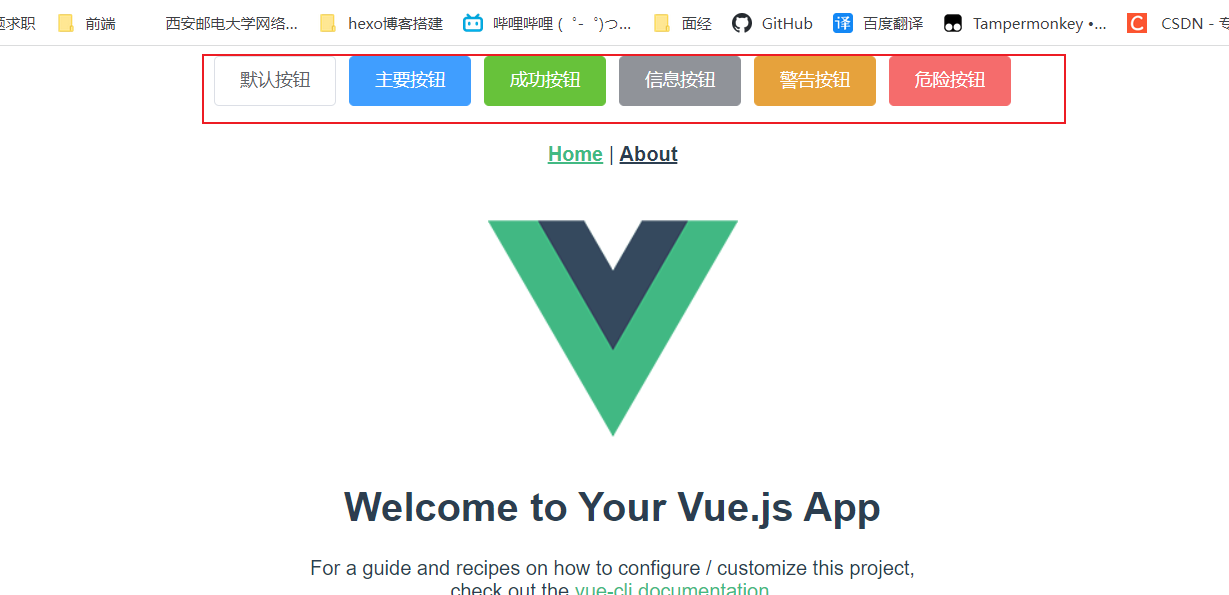 求职 前端 西安邮电大学网络... hexo博客搭建 哔哩哔哩 (゜-゜)つ... 面经 GitHub 译 百度翻译 Tampermonkey •... C CSDN - 专
默认按钮 主要按钮 成功按钮 信息按钮 警告按钮 危险按钮
Home | About
Welcome to Your Vue.js App
For a guide and recipes on how to configure / customize this project,
check out the vue-cli documentation